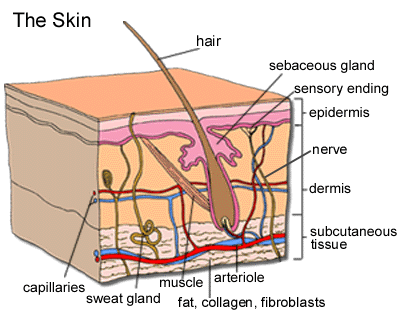 The Skin
hair
sebaceous gland
sensory ending
epidermis
nerve
dermis
subcutaneous
tissue
capillaries
sweat gland
muscle
arteriole
fat, collagen, fibroblasts